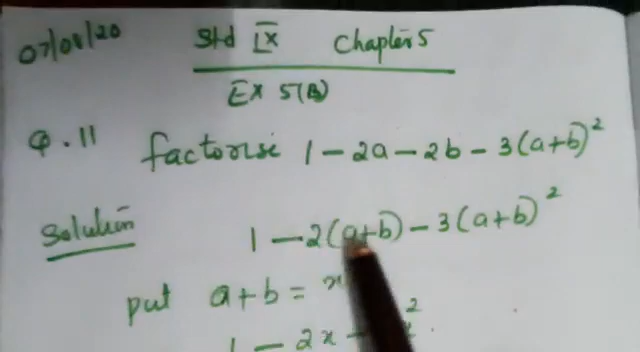 07/08/20 Std IX Chapter 5
Ex 5(B)
Q.11 factorise 1 - 2a - 2b - 3(a+b)²
Solution 1 - 2(a+b) - 3(a+b)²
put a+b = x
1 - 2x - ²